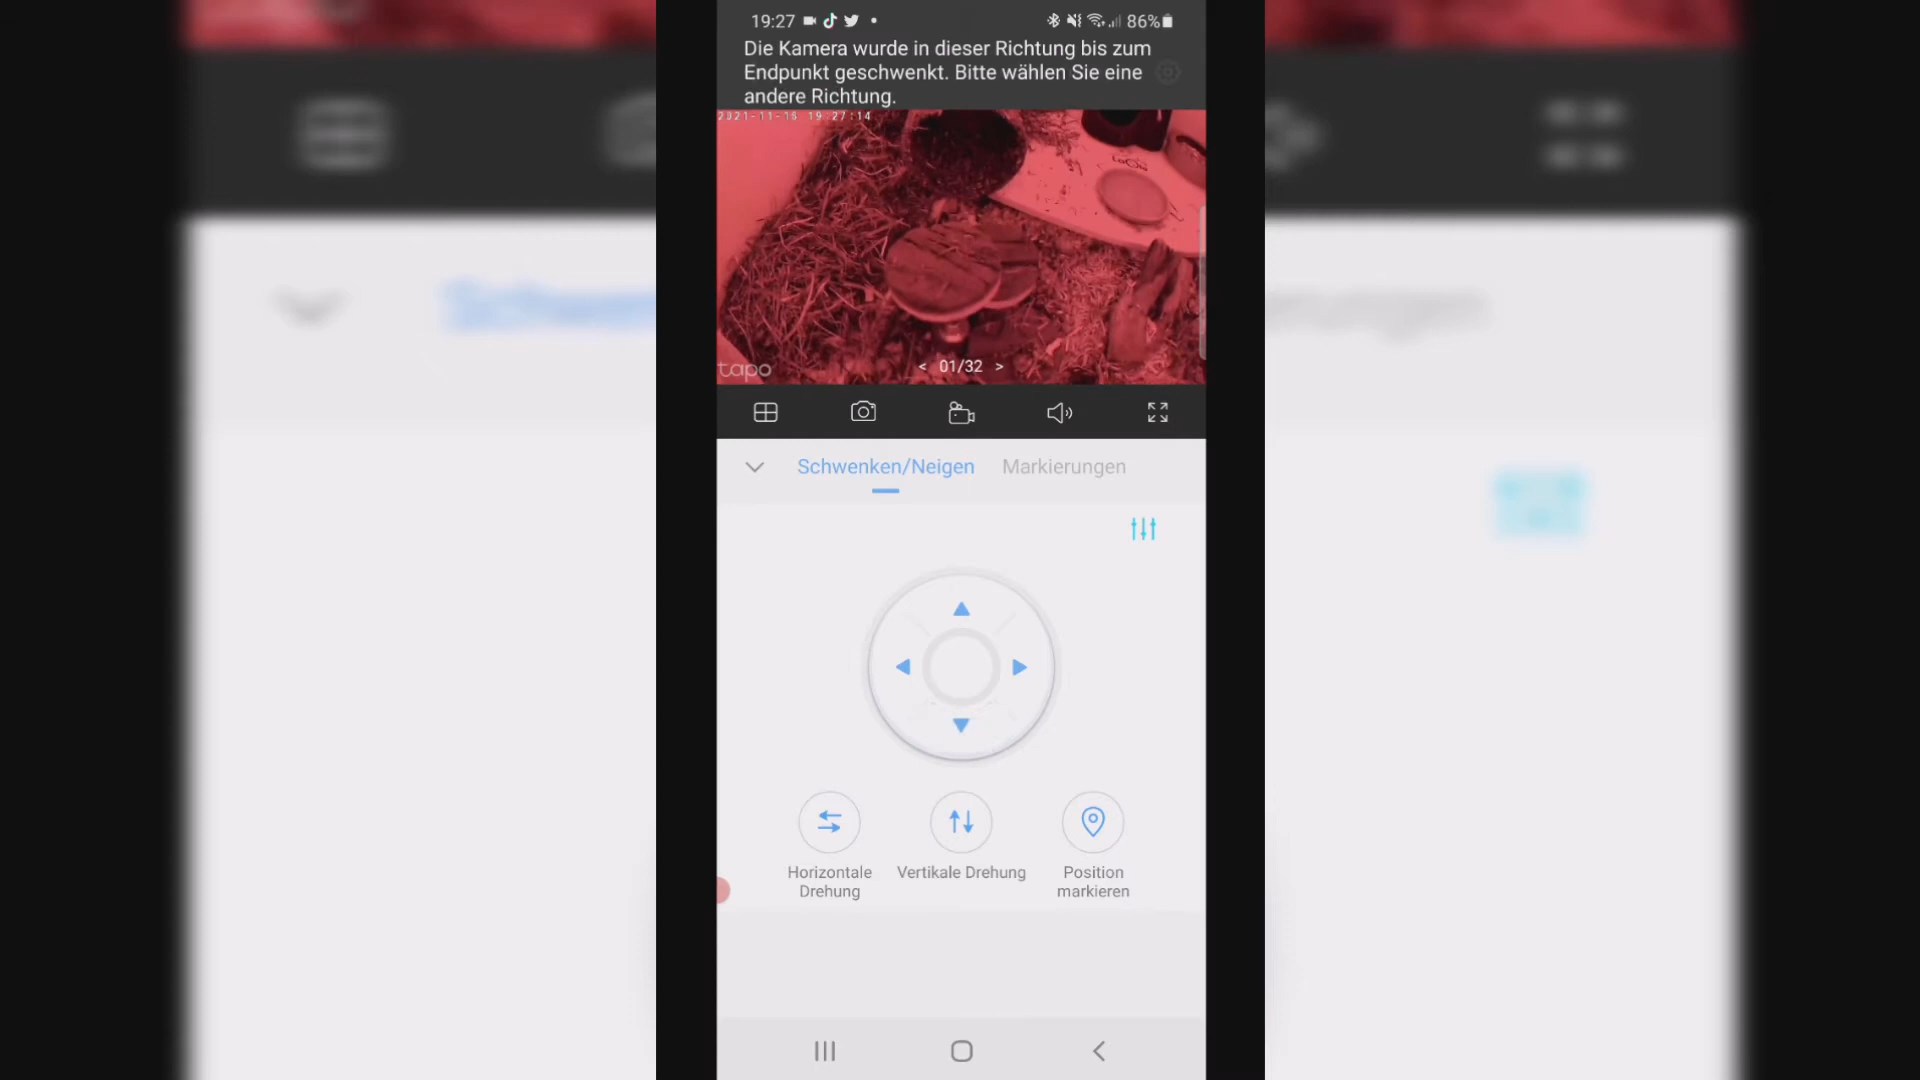 19:27
86%
Die Kamera wurde in dieser Richtung bis zum
Endpunkt geschwenkt. Bitte wählen Sie eine
andere Richtung.
2021-11-16 19:27:14
tapo
< 01/32 >
Schwenken/Neigen
Markierungen
Horizontale
Drehung
Vertikale Drehung
Position
markieren